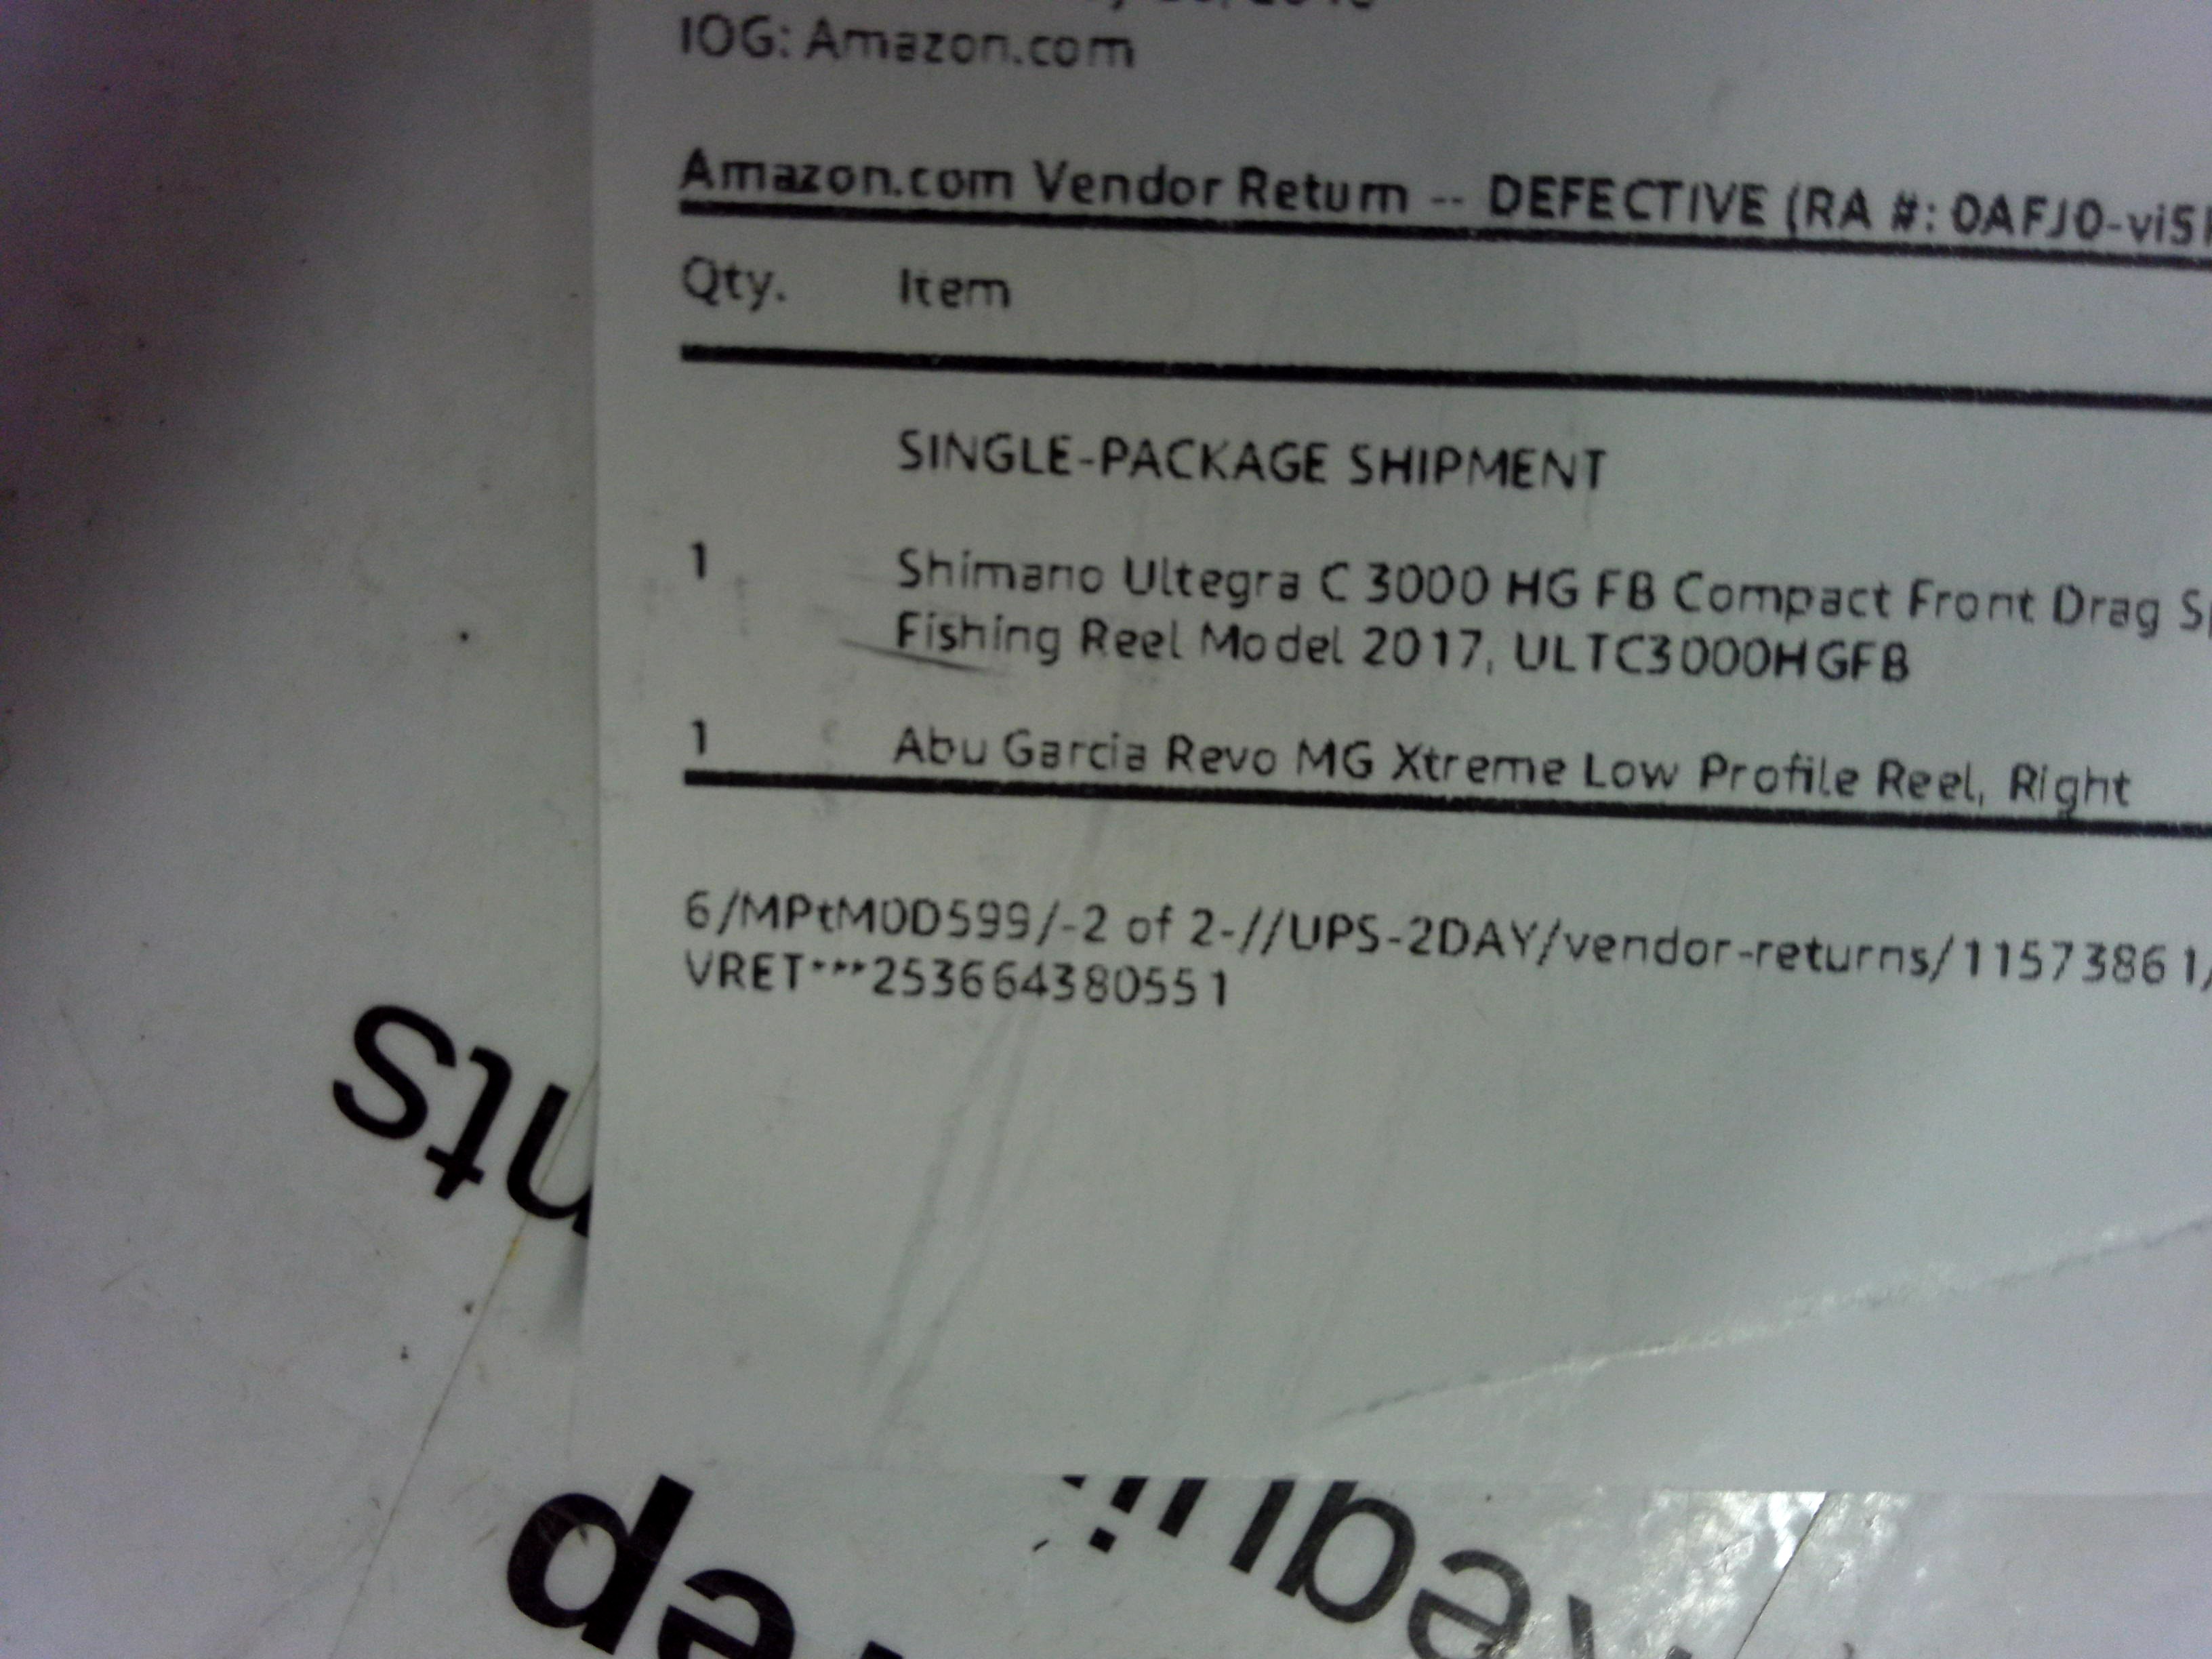 IOG: Amazon.com
Amazon.com Vendor Return -- DEFECTIVE (RA #: 0AFJ0-vi5
Qty. Item
SINGLE-PACKAGE SHIPMENT
1 Shimano Ultegra C 3000 HG FB Compact Front Drag
Fishing Reel Model 2017, ULTC3000HGFB
1 Abu Garcia Revo MG Xtreme Low Profile Reel, Right
6/MPtM0D599/-2 of 2-//UPS-2DAY/vendor-returns/11573861/
VRET***253664380551
nts